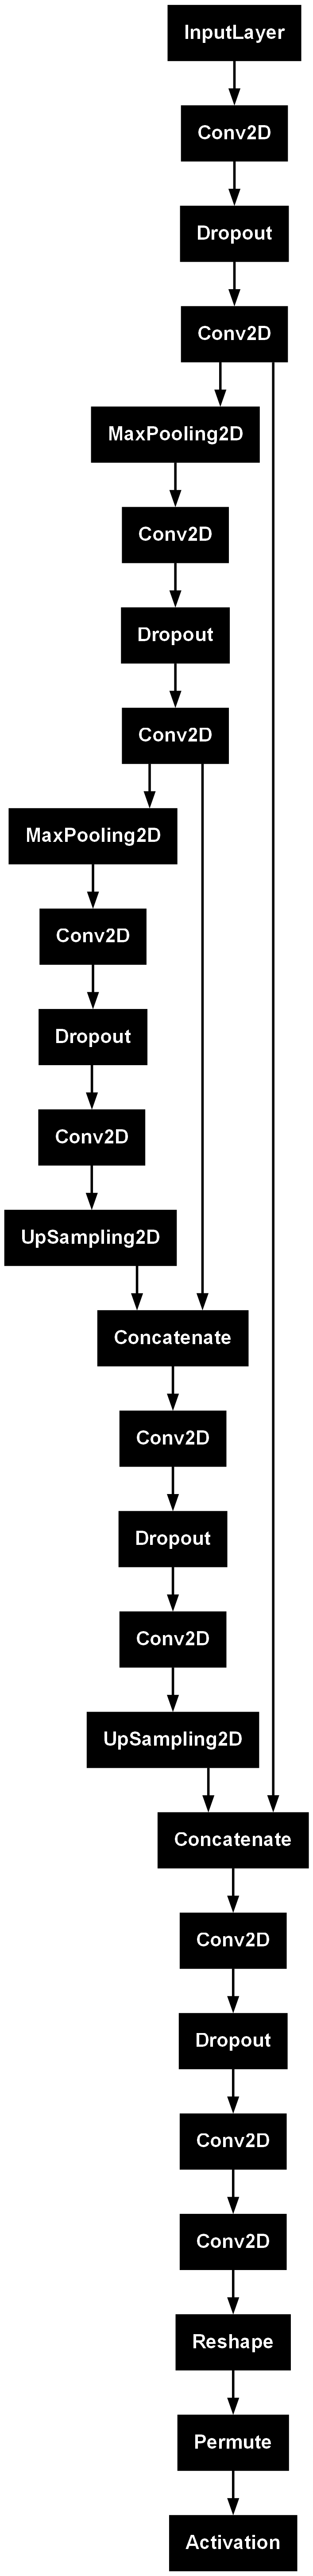 InputLayer
Conv2D
Dropout
Conv2D
MaxPooling2D
Conv2D
Dropout
Conv2D
MaxPooling2D
Conv2D
Dropout
Conv2D
UpSampling2D
Concatenate
Conv2D
Dropout
Conv2D
UpSampling2D
Concatenate
Conv2D
Dropout
Conv2D
Conv2D
Reshape
Permute
Activation